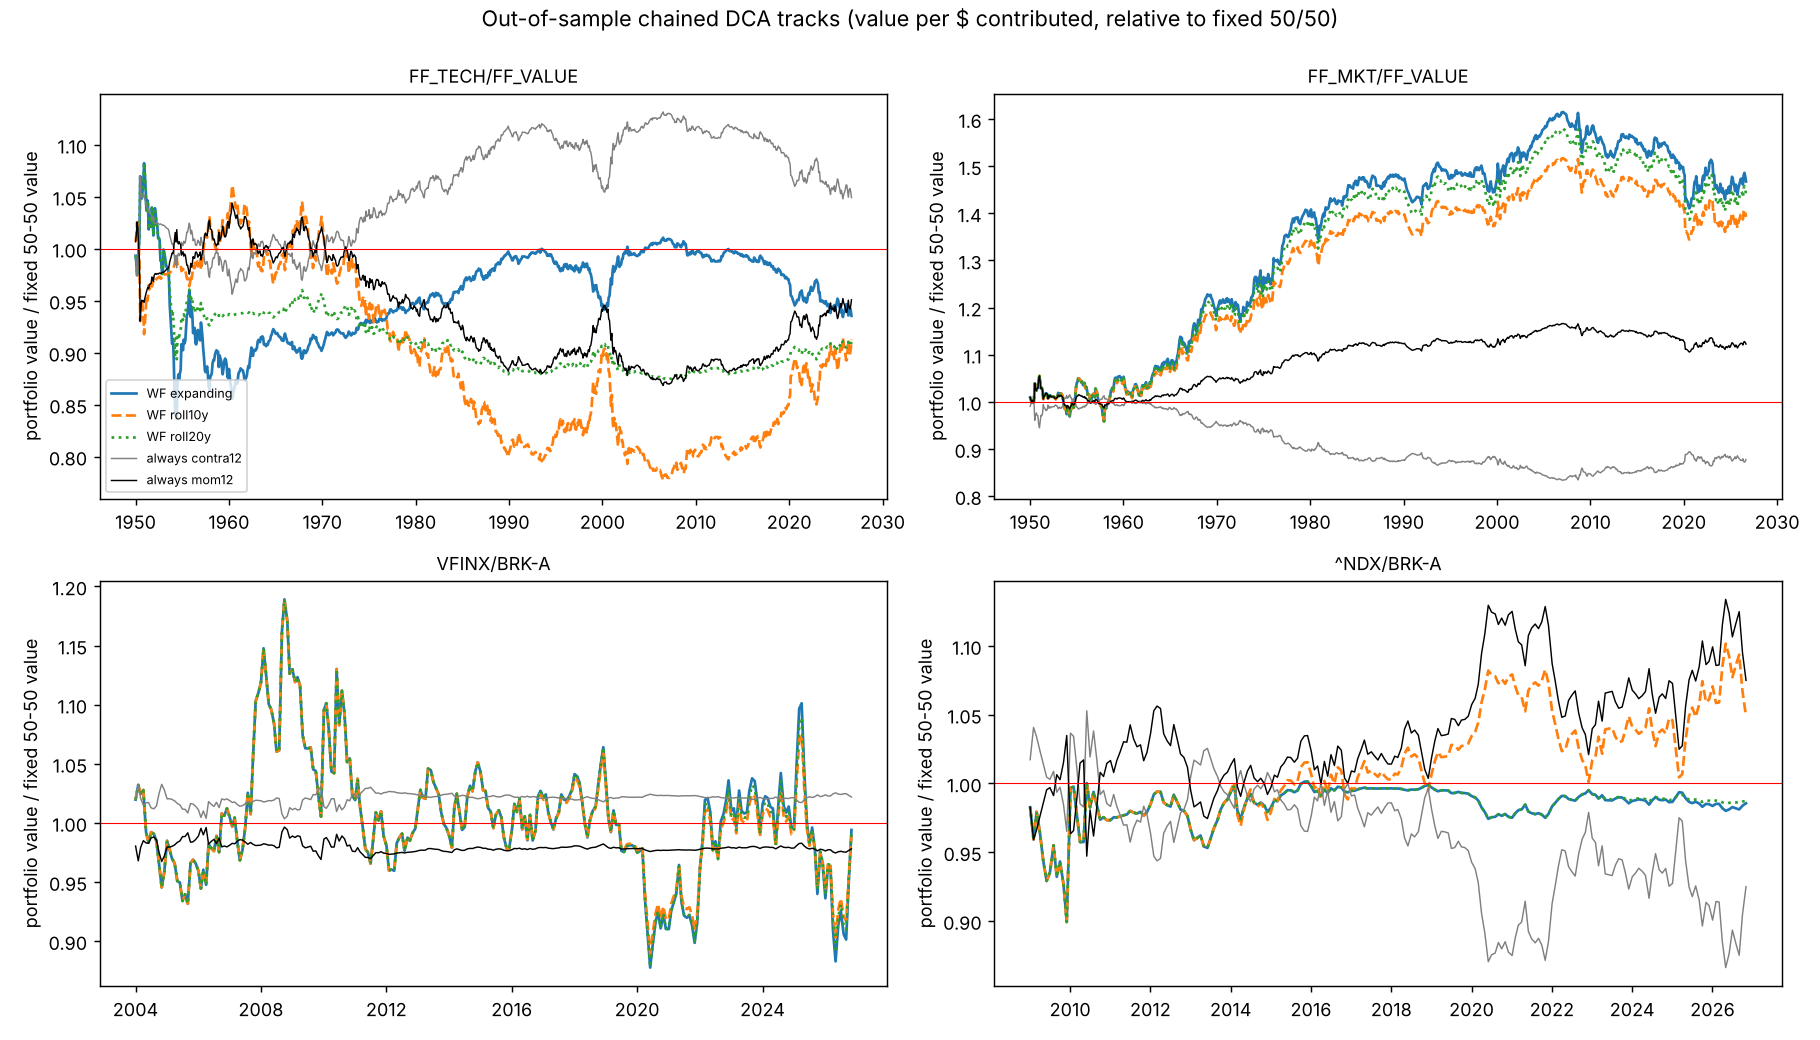 Out-of-sample chained DCA tracks (value per $ contributed, relative to fixed 50/50)
FF_TECH/FF_VALUE
portfolio value / fixed 50-50 value
1.10
1.05
1.00
0.95
0.90
0.85
0.80
WF expanding
WF roll10y
WF roll20y
always contra12
always mom12
1950 1960 1970 1980 1990 2000 2010 2020 2030
FF_MKT/FF_VALUE
portfolio value / fixed 50-50 value
1.6
1.5
1.4
1.3
1.2
1.1
1.0
0.9
0.8
1950 1960 1970 1980 1990 2000 2010 2020 2030
VFINX/BRK-A
portfolio value / fixed 50-50 value
1.20
1.15
1.10
1.05
1.00
0.95
0.90
2004 2008 2012 2016 2020 2024
^NDX/BRK-A
portfolio value / fixed 50-50 value
1.10
1.05
1.00
0.95
0.90
2010 2012 2014 2016 2018 2020 2022 2024 2026